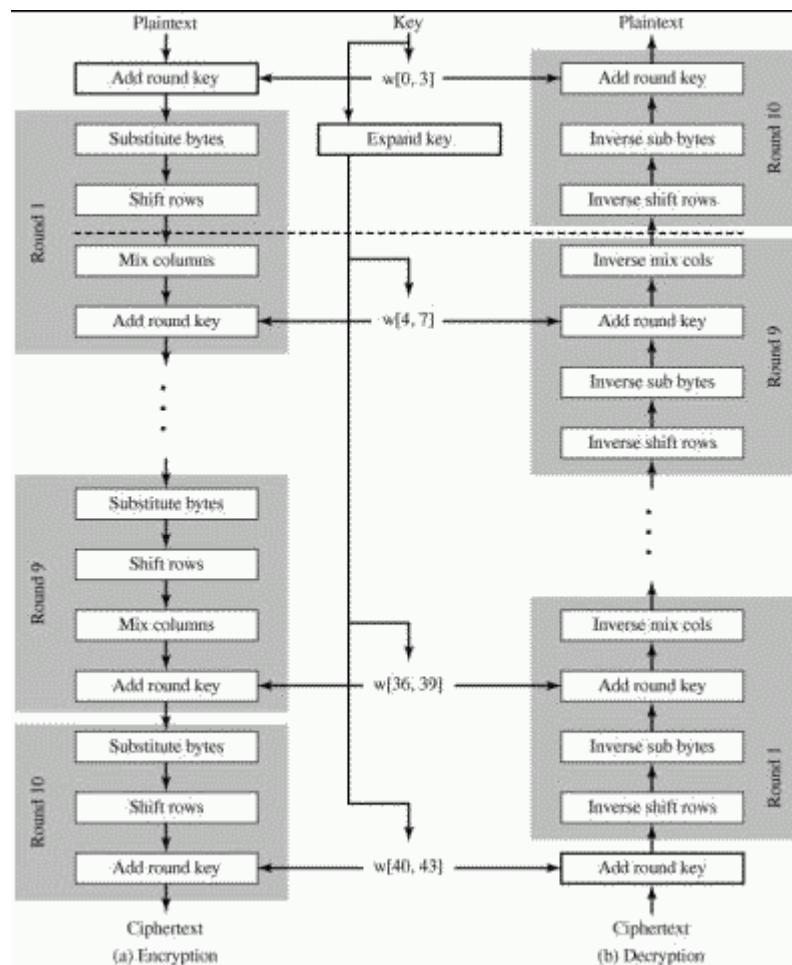 Plaintext
Add round key
Round 1
Substitute bytes
Shift rows
Mix columns
Add round key
Round 9
Substitute bytes
Shift rows
Mix columns
Add round key
Round 10
Substitute bytes
Shift rows
Add round key
Ciphertext
(a) Encryption
Key
w[0, 3]
Expand key
w[4, 7]
w[36, 39]
w[40, 43]
Plaintext
Add round key
Inverse sub bytes
Inverse shift rows
Round 10
Inverse mix cols
Add round key
Inverse sub bytes
Inverse shift rows
Round 9
Inverse mix cols
Add round key
Inverse sub bytes
Inverse shift rows
Round 1
Add round key
Ciphertext
(b) Decryption